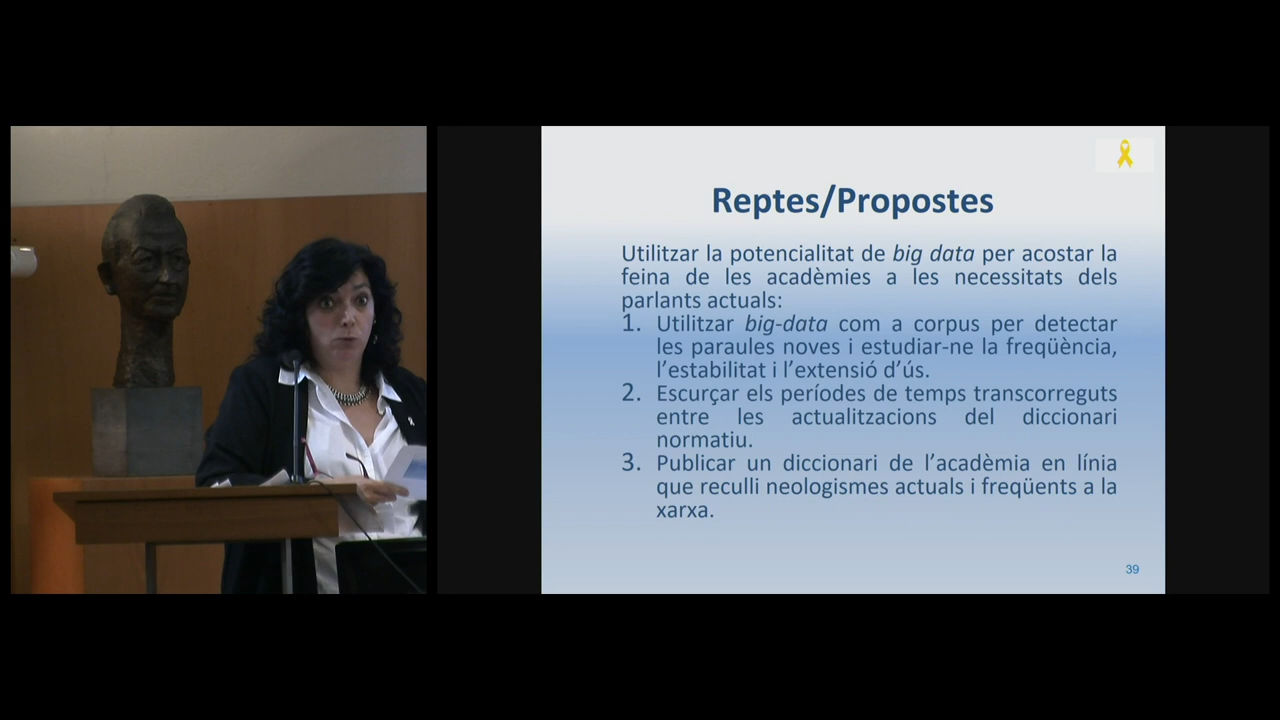 Reptes/Propostes
Utilitzar la potencialitat de big data per acostar la
feina de les acadèmies a les necessitats dels
parlants actuals:
1. Utilitzar big-data com a corpus per detectar
les paraules noves i estudiar-ne la freqüència,
l’estabilitat i l’extensió d’ús.
2. Escurçar els períodes de temps transcorreguts
entre les actualitzacions del diccionari
normatiu.
3. Publicar un diccionari de l’acadèmia en línia
que reculli neologismes actuals i freqüents a la
xarxa.
39